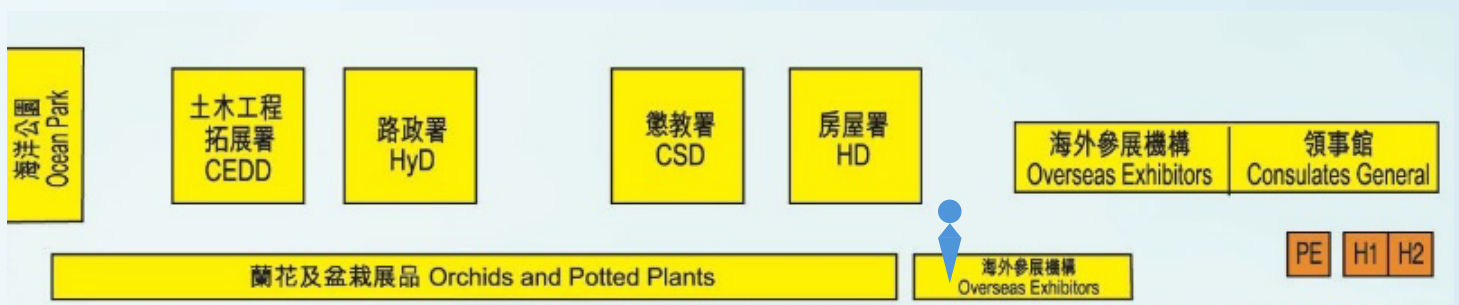 海洋公園
Ocean Park
土木工程
拓展署
CEDD
路政署
HyD
懲教署
CSD
房屋署
HD
海外參展機構
Overseas Exhibitors
領事館
Consulates General
PE
H1
H2
蘭花及盆栽展品 Orchids and Potted Plants
海外參展機構
Overseas Exhibitors